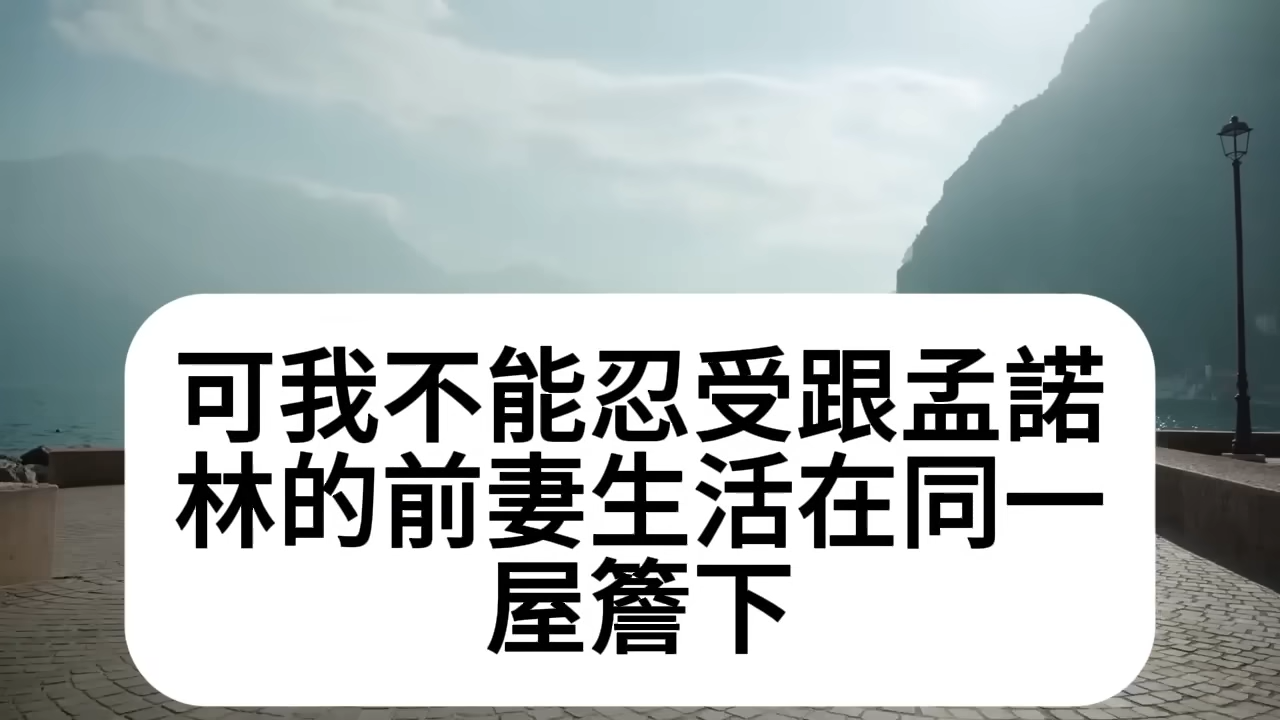 可我不能忍受跟孟諾
林的前妻生活在同一
屋簷下